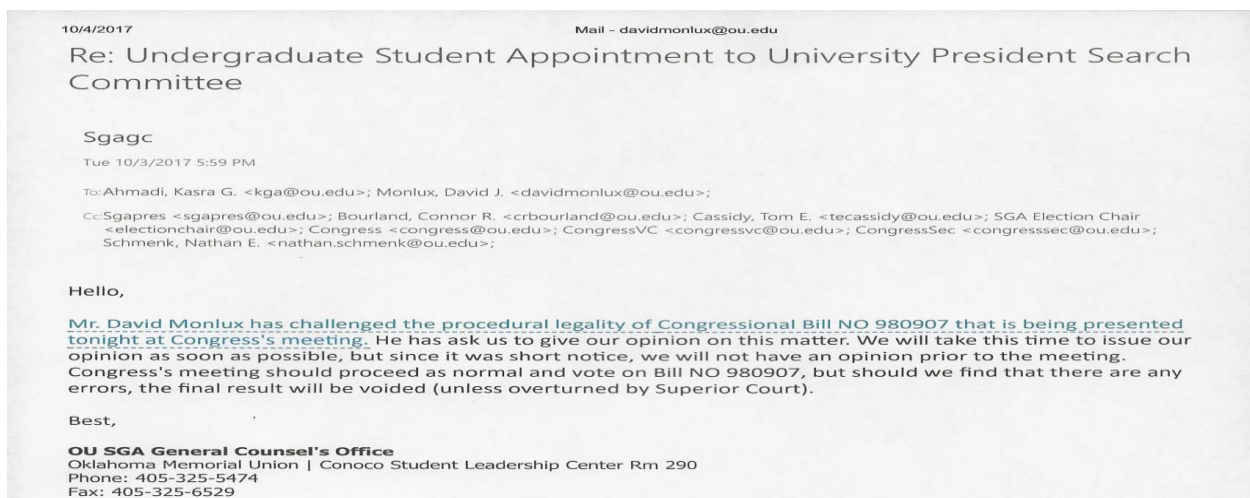 10/4/2017 Mail - davidmonlux@ou.edu
Re: Undergraduate Student Appointment to University President Search
Committee
Sgagc
Tue 10/3/2017 5:59 PM
To: Ahmadi, Kasra G. <kga@ou.edu>; Monlux, David J. <davidmonlux@ou.edu>;
Cc: Sgapres <sgapres@ou.edu>; Bourland, Connor R. <crbourland@ou.edu>; Cassidy, Tom E. <tecassidy@ou.edu>; SGA Election Chair
<electionchair@ou.edu>; Congress <congress@ou.edu>; CongressVC <congressvc@ou.edu>; CongressSec <congresssec@ou.edu>;
Schmenk, Nathan E. <nathan.schmenk@ou.edu>;
Hello,
Mr. David Monlux has challenged the procedural legality of Congressional Bill NO 980907 that is being presented
tonight at Congress's meeting. He has ask us to give our opinion on this matter. We will take this time to issue our
opinion as soon as possible, but since it was short notice, we will not have an opinion prior to the meeting.
Congress's meeting should proceed as normal and vote on Bill NO 980907, but should we find that there are any
errors, the final result will be voided (unless overturned by Superior Court).
Best,
OU SGA General Counsel's Office
Oklahoma Memorial Union | Conoco Student Leadership Center Rm 290
Phone: 405-325-5474
Fax: 405-325-6529